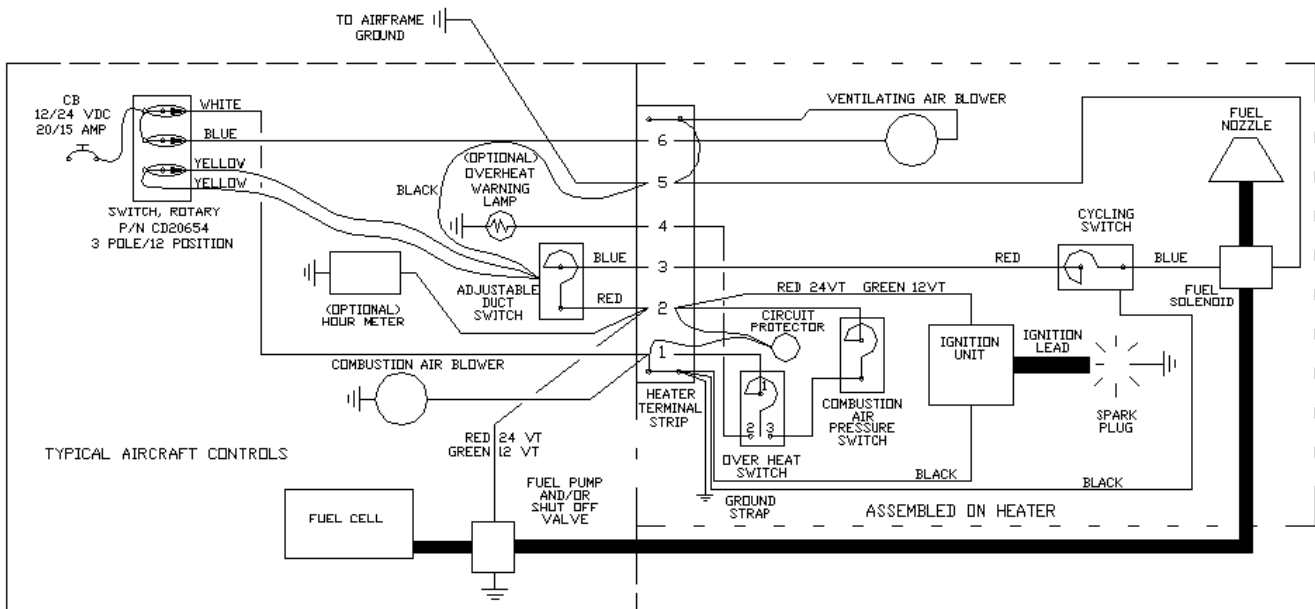 TO AIRFRAME
GROUND
CB
12/24 VDC
20/15 AMP
WHITE
BLUE
YELLOW
YELLOW
SWITCH, ROTARY
P/N CD20654
3 POLE/12 POSITION
BLACK
(OPTIONAL)
OVERHEAT
WARNING
LAMP
(OPTIONAL)
HOUR METER
ADJUSTABLE
DUCT
SWITCH
BLUE
RED
COMBUSTION AIR BLOWER
RED 24 VT
GREEN 12 VT
TYPICAL AIRCRAFT CONTROLS
FUEL CELL
FUEL PUMP
AND/OR
SHUT OFF
VALVE
6
5
4
3
2
1
HEATER
TERMINAL
STRIP
VENTILATING AIR BLOWER
FUEL
NOZZLE
CYCLING
SWITCH
RED
BLUE
FUEL
SOLENOID
RED 24VT
GREEN 12VT
CIRCUIT
PROTECTOR
IGNITION
UNIT
IGNITION
LEAD
SPARK
PLUG
1
2
3
OVER HEAT
SWITCH
COMBUSTION
AIR
PRESSURE
SWITCH
BLACK
BLACK
GROUND
STRAP
ASSEMBLED ON HEATER